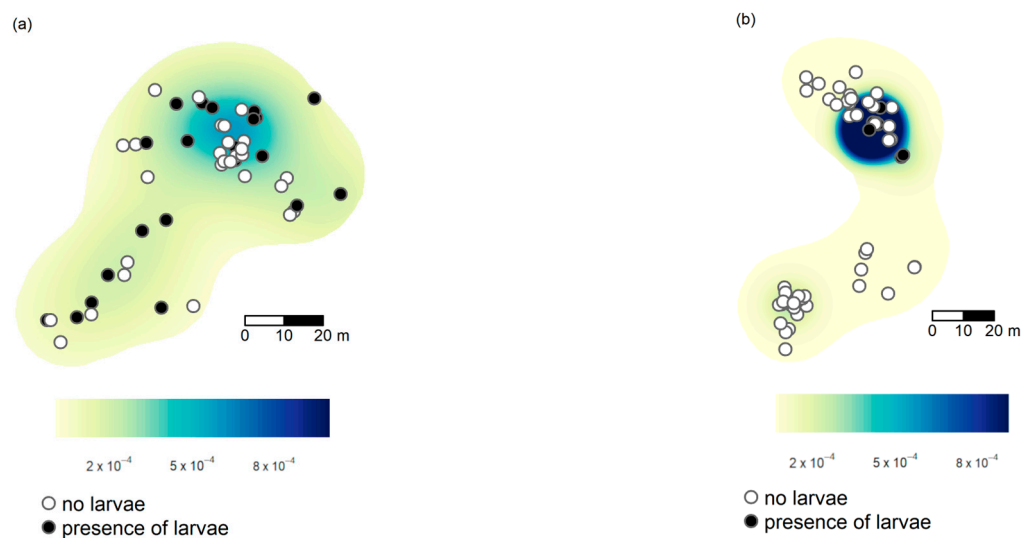 (a)
0 10 20 m
2 x 10⁻⁴ 5 x 10⁻⁴ 8 x 10⁻⁴
no larvae
presence of larvae
(b)
0 10 20 m
2 x 10⁻⁴ 5 x 10⁻⁴ 8 x 10⁻⁴
no larvae
presence of larvae